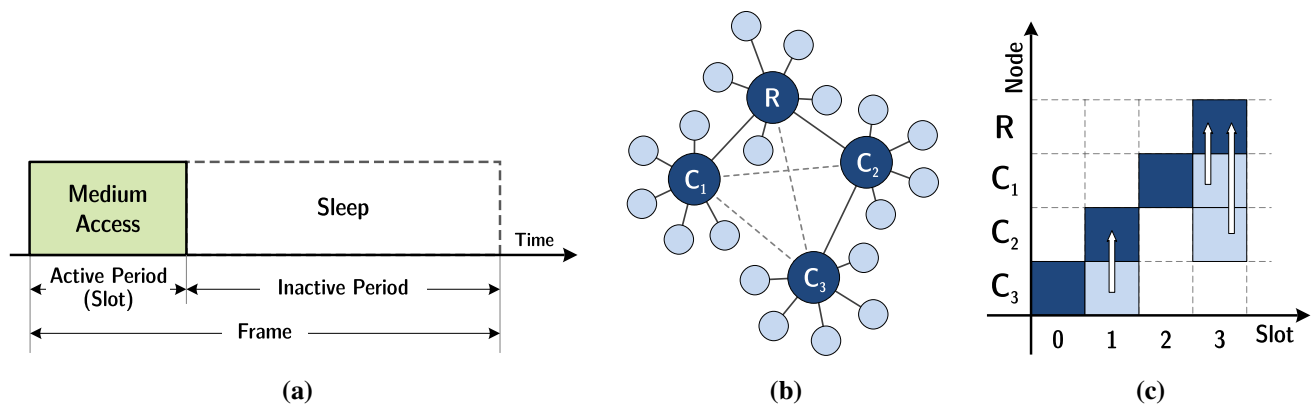 Medium
Access
Sleep
Time
Active Period
(Slot)
Inactive Period
Frame
(a)
R
C1
C2
C3
(b)
Node
R
C1
C2
C3
0 1 2 3 Slot
(c)